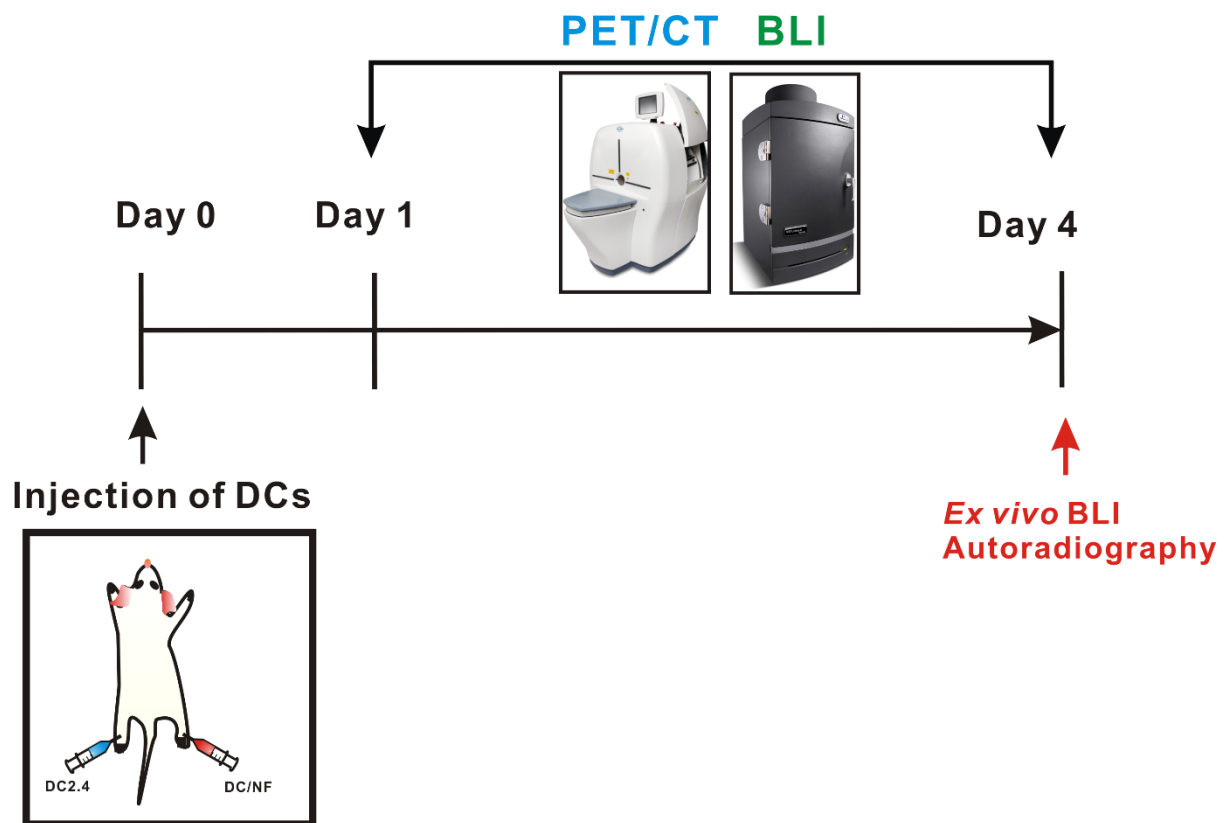 PET/CT BLI
Day 0
Day 1
Day 4
Injection of DCs
DC2.4
DC/NF
Ex vivo BLI
Autoradiography